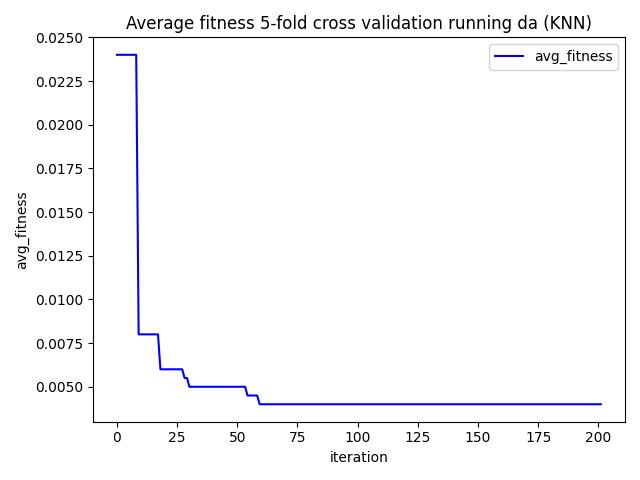 Average fitness 5-fold cross validation running da (KNN)
avg_fitness
0.0250
0.0225
0.0200
0.0175
0.0150
0.0125
0.0100
0.0075
0.0050
avg_fitness
0 25 50 75 100 125 150 175 200
iteration